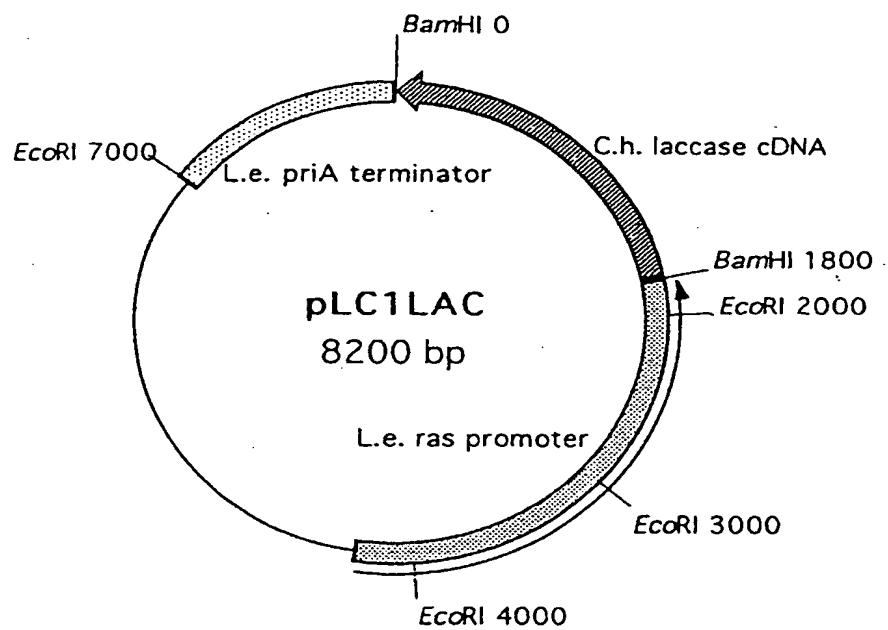 BamHI 0
C.h. laccase cDNA
EcoRI 7000
L.e. priA terminator
BamHI 1800
EcoRI 2000
pLC1LAC
8200 bp
L.e. ras promoter
EcoRI 3000
EcoRI 4000